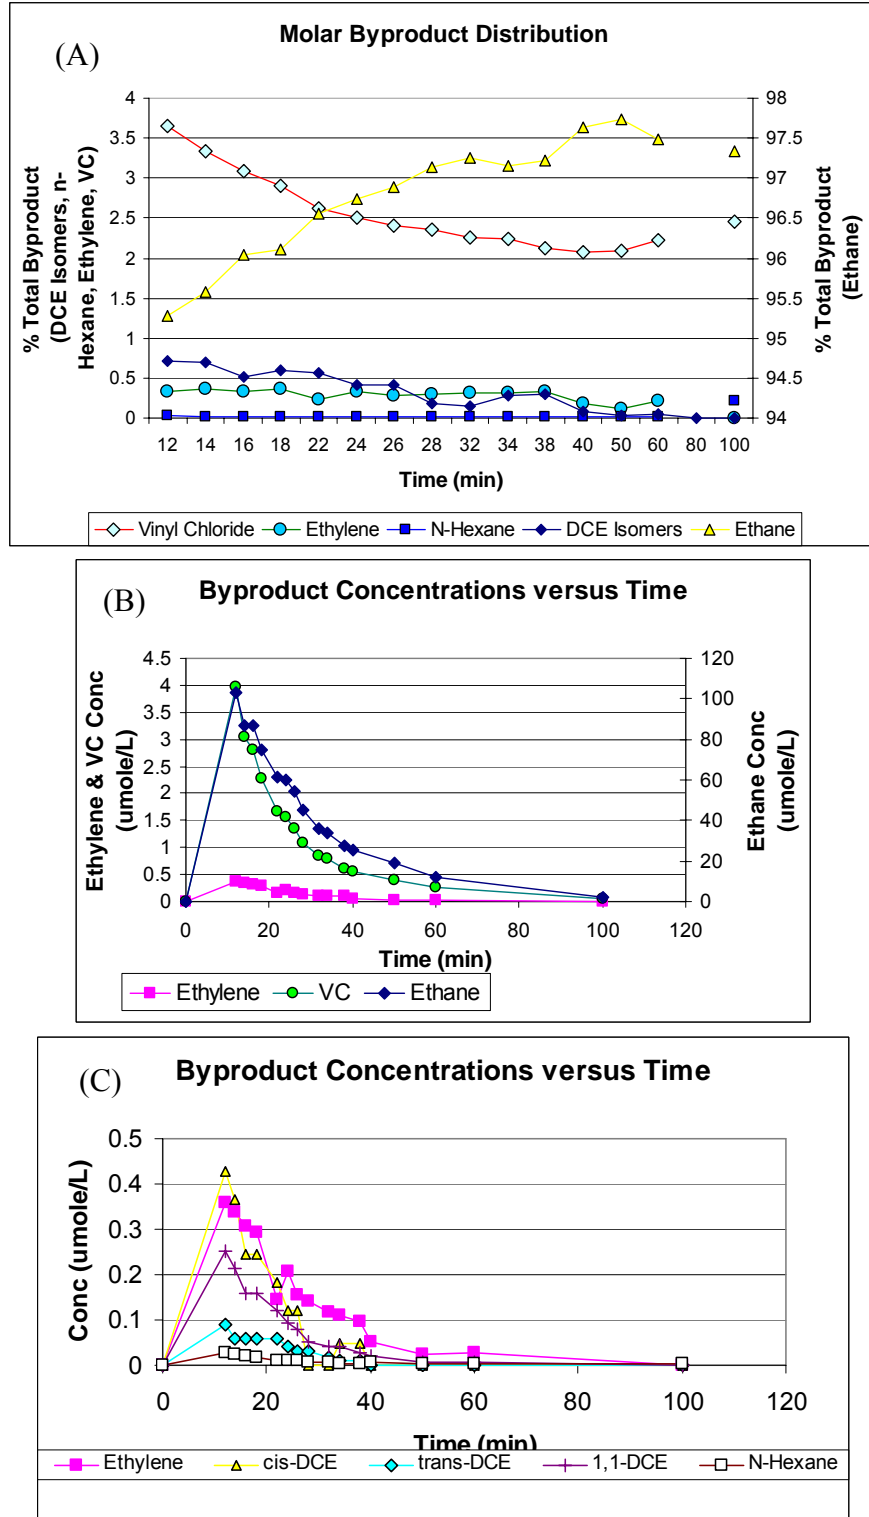 (A)
Molar Byproduct Distribution
% Total Byproduct
(DCE Isomers, n-
Hexane, Ethylene, VC)
4
3.5
3
2.5
2
1.5
1
0.5
0
98
97.5
97
96.5
96
95.5
95
94.5
94
% Total Byproduct
(Ethane)
12 14 16 18 22 24 26 28 32 34 38 40 50 60 80 100
Time (min)
Vinyl Chloride Ethylene N-Hexane DCE Isomers Ethane
(B)
Byproduct Concentrations versus Time
Ethylene & VC Conc
(umole/L)
4.5
4
3.5
3
2.5
2
1.5
1
0.5
0
120
100
80
60
40
20
0
Ethane Conc
(umole/L)
0 20 40 60 80 100 120
Time (min)
Ethylene VC Ethane
(C)
Byproduct Concentrations versus Time
Conc (umole/L)
0.5
0.4
0.3
0.2
0.1
0
0 20 40 60 80 100 120
Time (min)
Ethylene cis-DCE trans-DCE 1,1-DCE N-Hexane